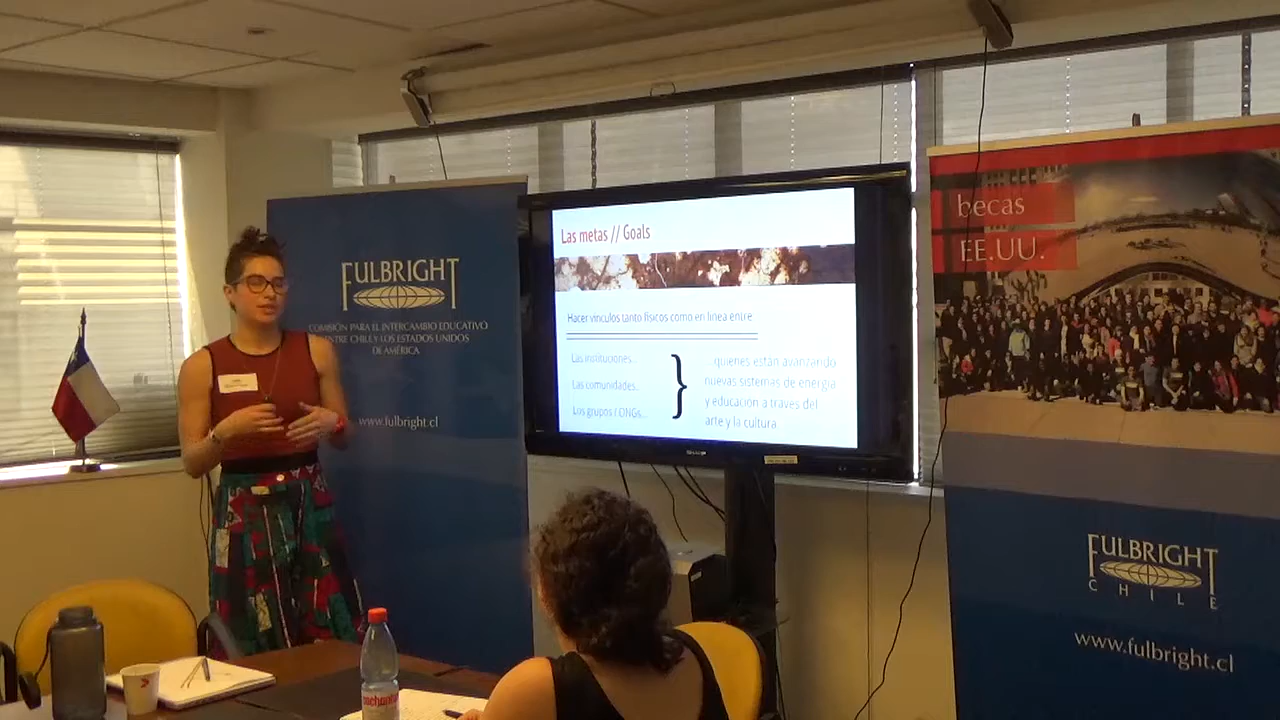 FULBRIGHT
COMISIÓN PARA EL INTERCAMBIO EDUCATIVO
ENTRE CHILE Y LOS ESTADOS UNIDOS
DE AMÉRICA
www.fulbright.cl
Las metas // Goals
Hacer vínculos tanto físicos como en línea entre
Las instituciones...
Las comunidades...
Los grupos / ONGs...
...quienes están avanzando
nuevas sistemas de energía
y educación a través del
arte y la cultura.
SHARP
becas
EE.UU.
FULBRIGHT
CHILE
www.fulbright.cl